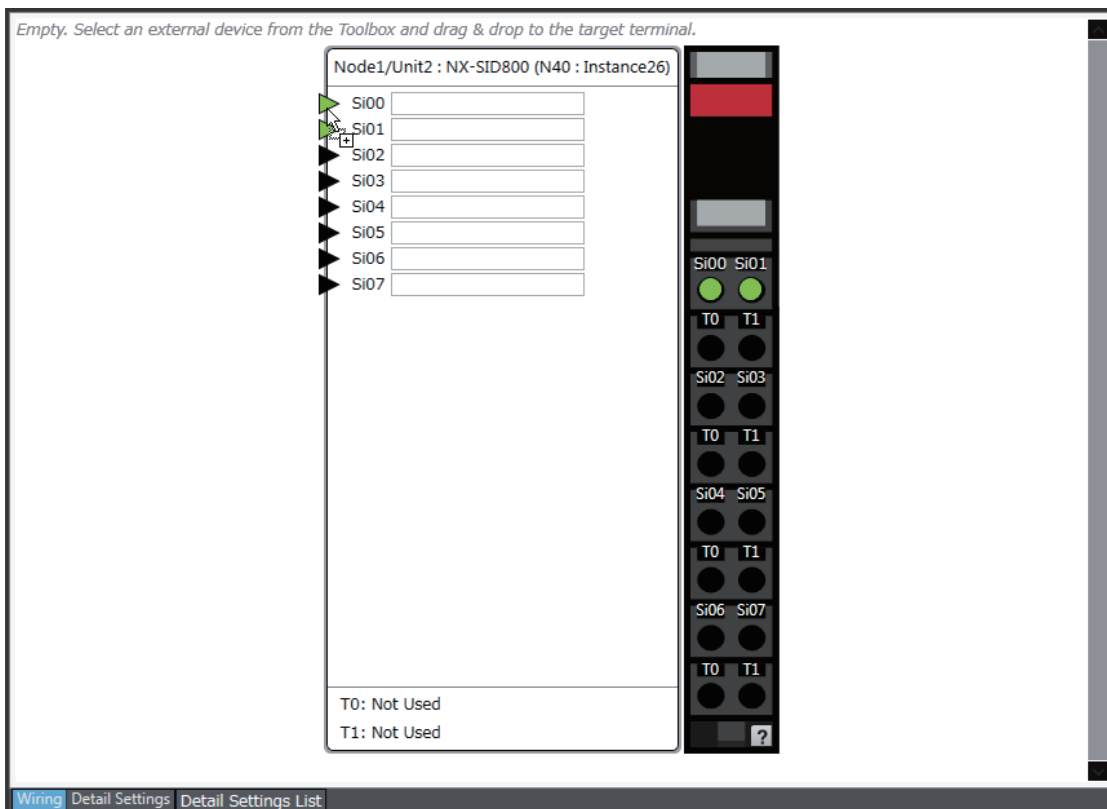 Empty. Select an external device from the Toolbox and drag & drop to the target terminal.
Node1/Unit2 : NX-SID800 (N40 : Instance26)
Si00
Si01
Si02
Si03
Si04
Si05
Si06
Si07
T0: Not Used
T1: Not Used
Si00 Si01
T0 T1
Si02 Si03
T0 T1
Si04 Si05
T0 T1
Si06 Si07
T0 T1
?
Wiring Detail Settings Detail Settings List